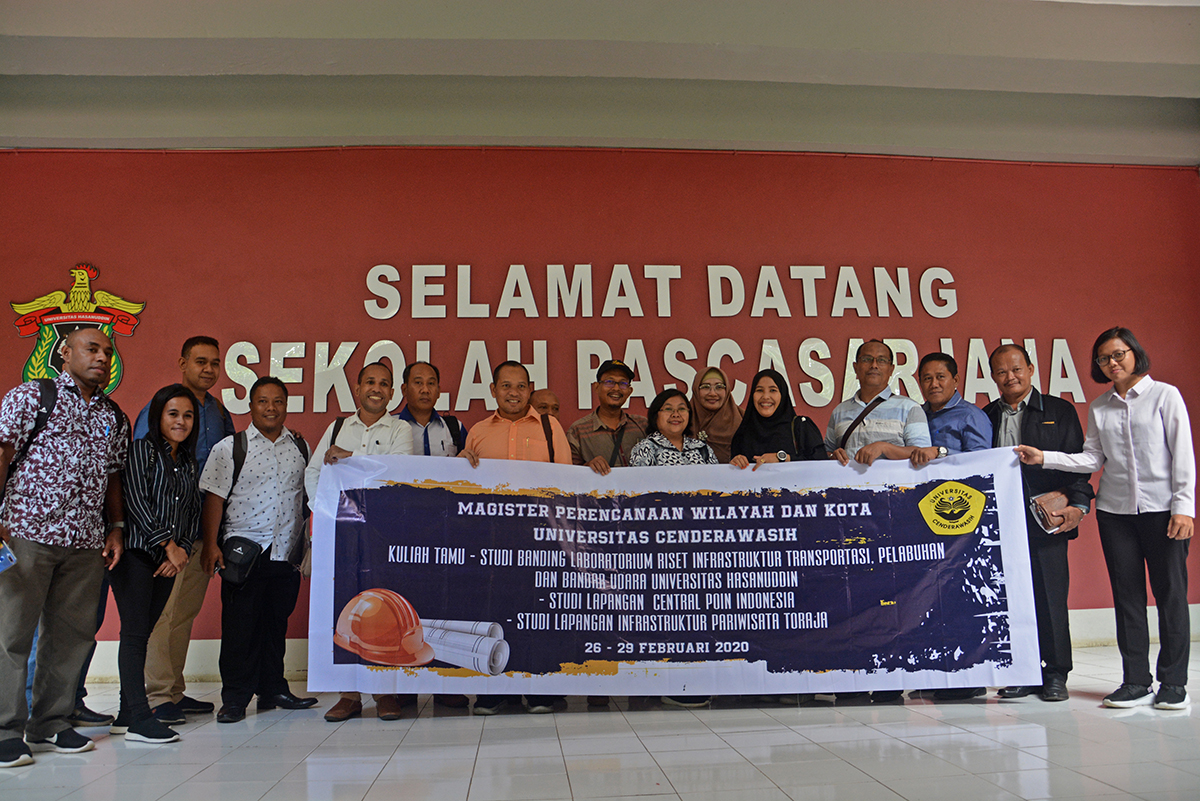 SELAMAT DATANG
SEKOLAH PASCASARJANA
UNIVERSITAS HASANUDDIN
MAGISTER PERENCANAAN WILAYAH DAN KOTA
UNIVERSITAS CENDERAWASIH
KULIAH TAMU - STUDI BANDING LABORATORIUM RISET INFRASTRUKTUR TRANSPORTASI, PELABUHAN
DAN BANDAR UDARA UNIVERSITAS HASANUDDIN
- STUDI LAPANGAN CENTRAL POIN INDONESIA
- STUDI LAPANGAN INFRASTRUKTUR PARIWISATA TORAJA
26 - 29 FEBRUARI 2020
UNIVERSITAS
CENDERAWASIH